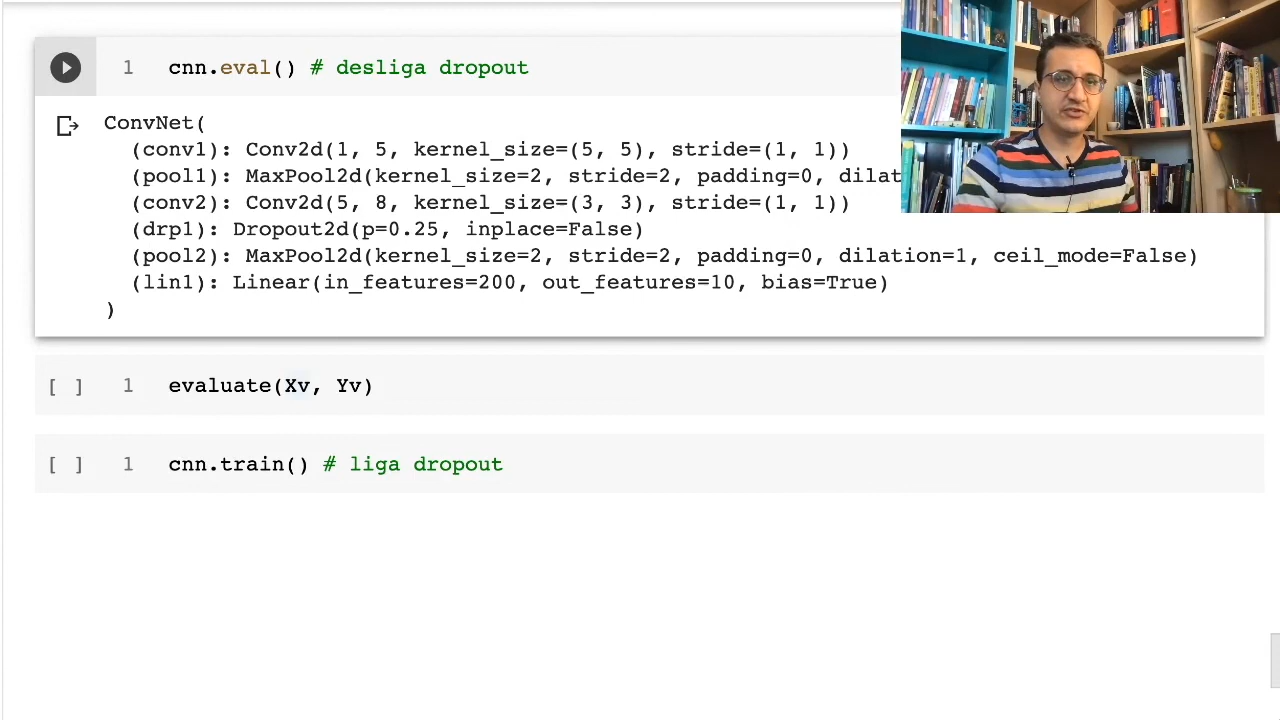 1 cnn.eval() # desliga dropout
ConvNet(
(conv1): Conv2d(1, 5, kernel_size=(5, 5), stride=(1, 1))
(pool1): MaxPool2d(kernel_size=2, stride=2, padding=0, dilat
(conv2): Conv2d(5, 8, kernel_size=(3, 3), stride=(1, 1))
(drp1): Dropout2d(p=0.25, inplace=False)
(pool2): MaxPool2d(kernel_size=2, stride=2, padding=0, dilation=1, ceil_mode=False)
(lin1): Linear(in_features=200, out_features=10, bias=True)
)
[ ] 1 evaluate(Xv, Yv)
[ ] 1 cnn.train() # liga dropout